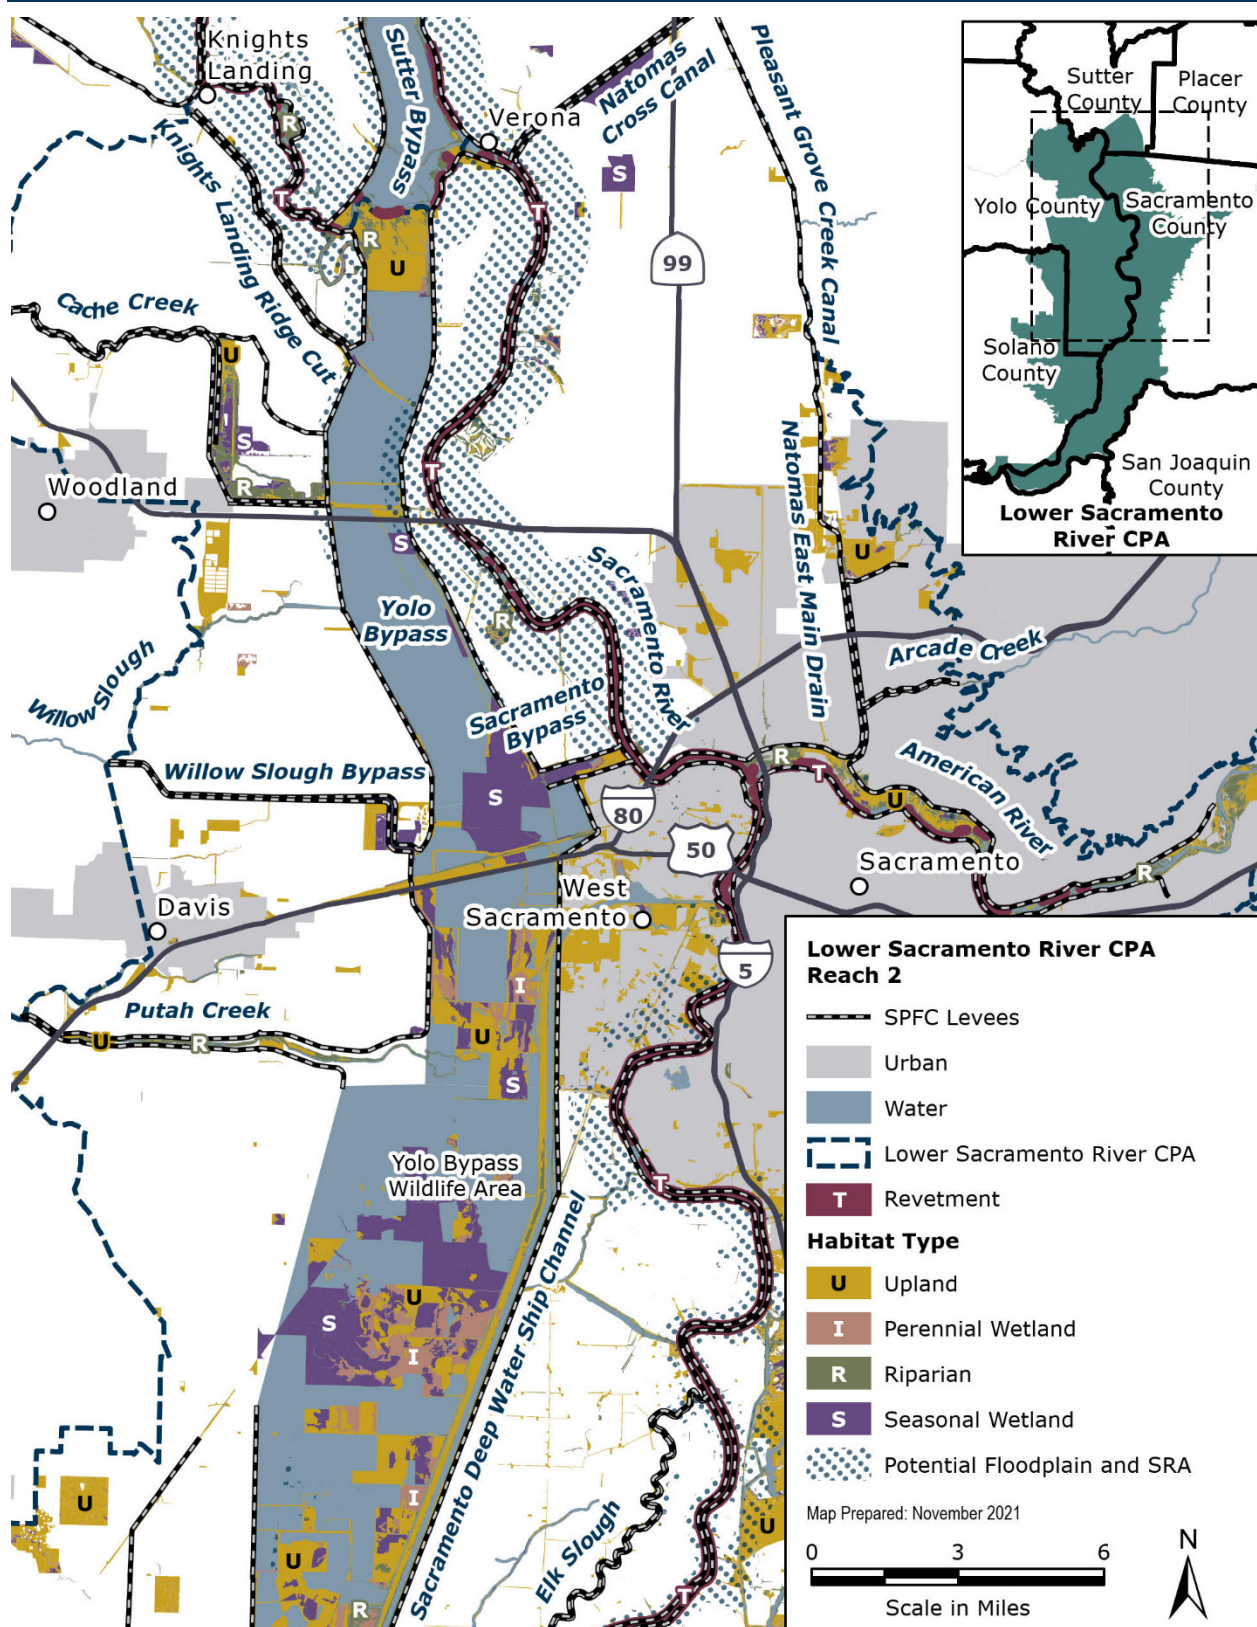 Knights
Landing
Sutter Bypass
Verona
Natomas
Cross Canal
Pleasant Grove Creek Canal
Knights Landing Ridge Cut
R
T
S
T
R
U
99
Cache Creek
U
I
S
R
T
Woodland
S
Yolo
Bypass
R
Sacramento
River
Natomas East Main Drain
U
Arcade Creek
Willow Slough
Sacramento
Bypass
Willow Slough Bypass
S
80
50
R
T
U
American River
R
Sacramento
West
Sacramento
Davis
5
I
U
S
Putah Creek
U
R
Yolo Bypass
Wildlife Area
T
Sacramento Deep Water Ship Channel
U
S
I
I
U
U
R
Elk Slough
U
T
Sutter
County
Placer
County
Yolo County
Sacramento
County
Solano
County
San Joaquin
County
Lower Sacramento
River CPA
Lower Sacramento River CPA
Reach 2
SPFC Levees
Urban
Water
Lower Sacramento River CPA
T Revetment
Habitat Type
U Upland
I Perennial Wetland
R Riparian
S Seasonal Wetland
Potential Floodplain and SRA
Map Prepared: November 2021
0 3 6
Scale in Miles
N